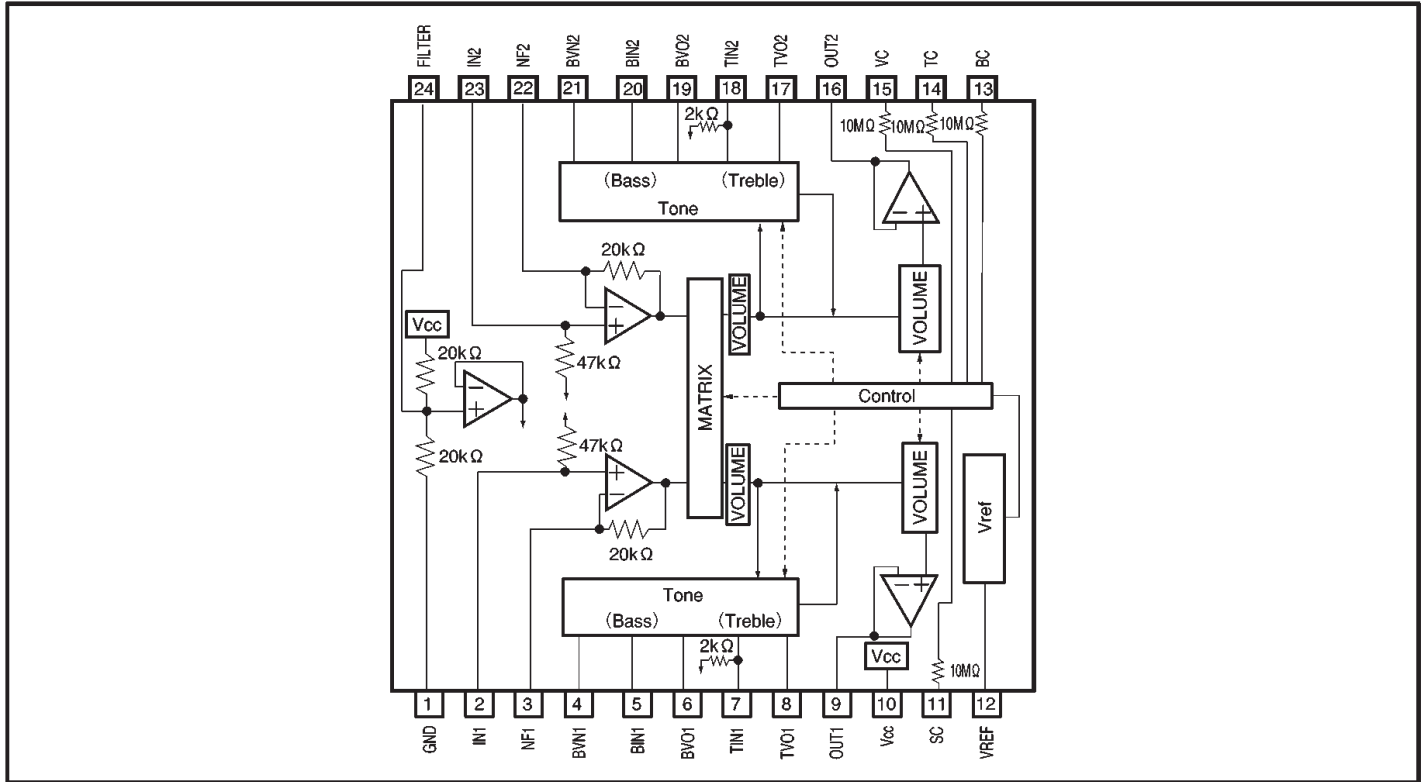 FILTER IN2 NF2 BVN2 BIN2 BVO2 TIN2 TVO2 OUT2 VC TC BC
24 23 22 21 20 19 18 17 16 15 14 13
2kΩ 10MΩ 10MΩ 10MΩ
(Bass) (Treble)
Tone
− +
20kΩ
Vcc
−
+
VOLUME
VOLUME
20kΩ
47kΩ
−
+
MATRIX
Control
20kΩ
47kΩ
+
−
VOLUME
VOLUME
20kΩ
Vref
Tone
(Bass) (Treble)
− +
2kΩ
Vcc
10MΩ
1 2 3 4 5 6 7 8 9 10 11 12
GND IN1 NF1 BVN1 BIN1 BVO1 TIN1 TVO1 OUT1 Vcc SC VREF